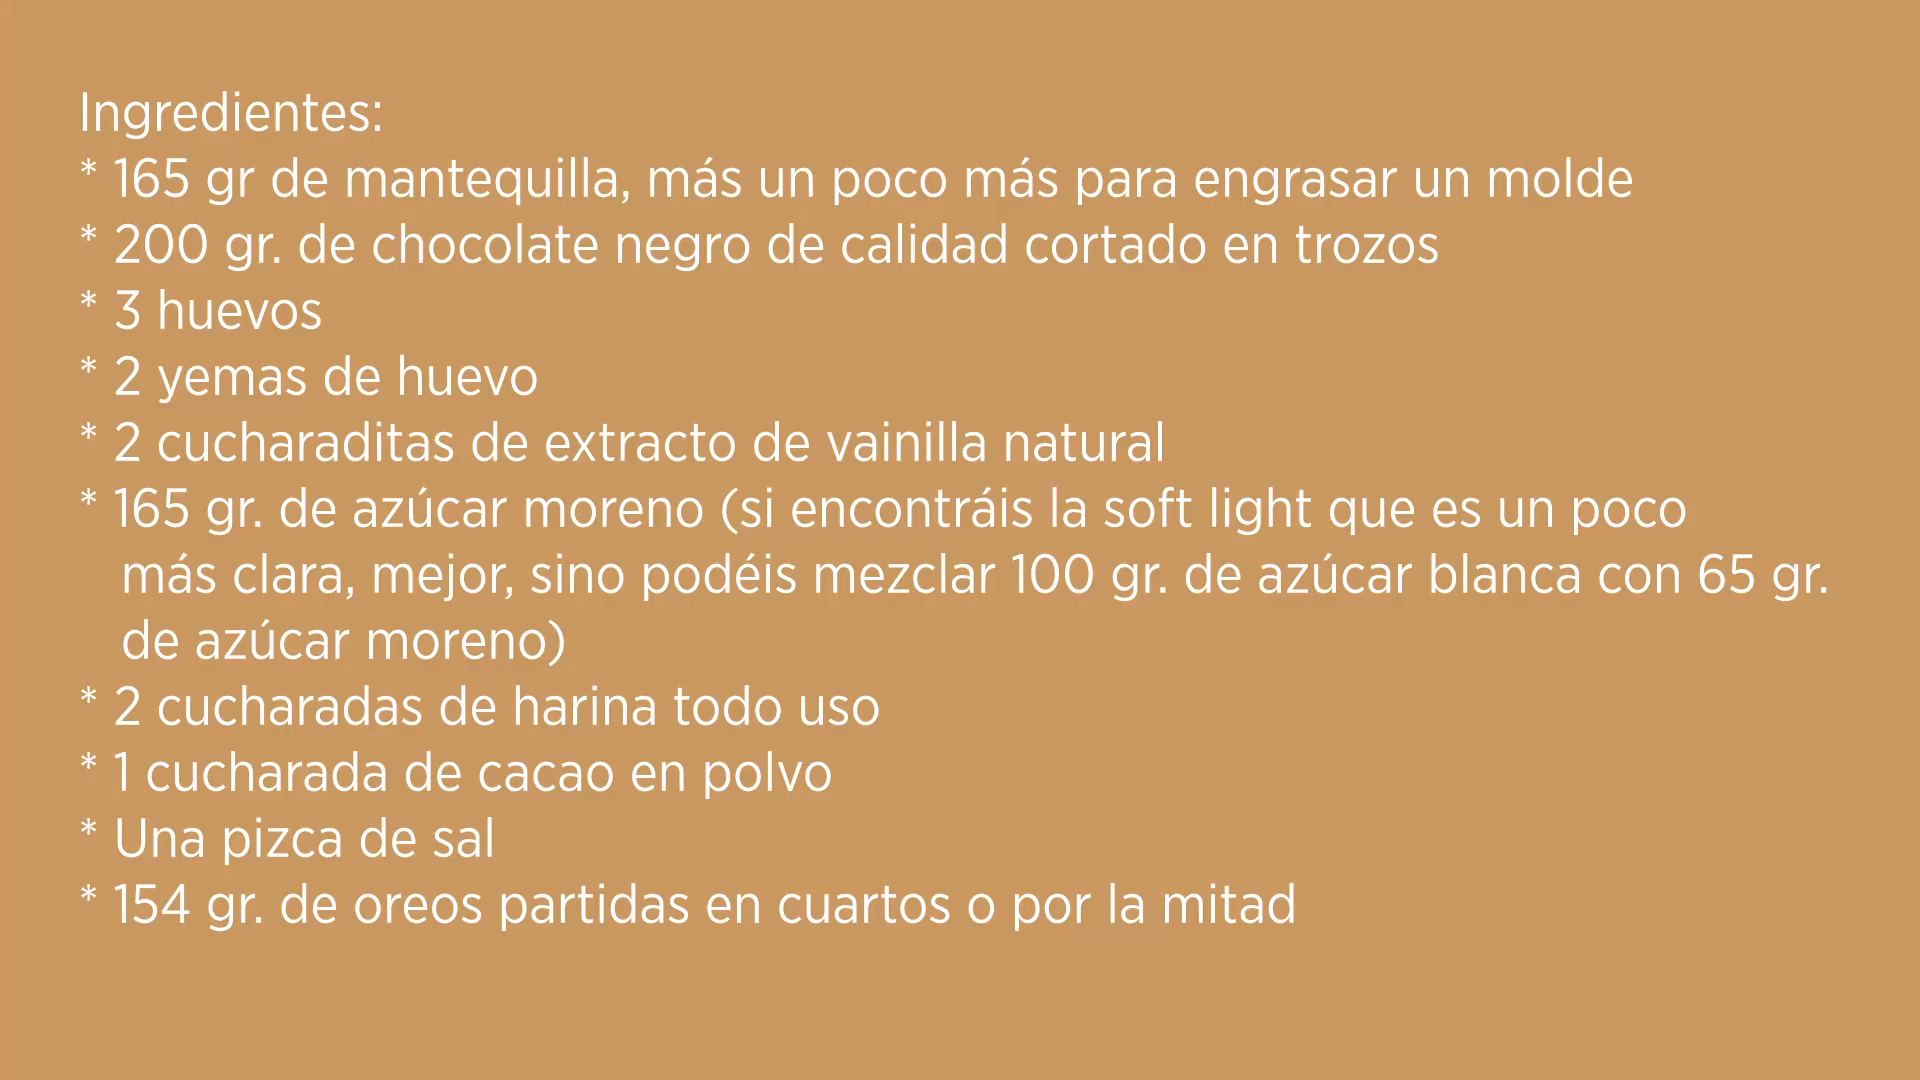 Ingredientes:
* 165 gr de mantequilla, más un poco más para engrasar un molde
* 200 gr. de chocolate negro de calidad cortado en trozos
* 3 huevos
* 2 yemas de huevo
* 2 cucharaditas de extracto de vainilla natural
* 165 gr. de azúcar moreno (si encontráis la soft light que es un poco
más clara, mejor, sino podéis mezclar 100 gr. de azúcar blanca con 65 gr.
de azúcar moreno)
* 2 cucharadas de harina todo uso
* 1 cucharada de cacao en polvo
* Una pizca de sal
* 154 gr. de oreos partidas en cuartos o por la mitad